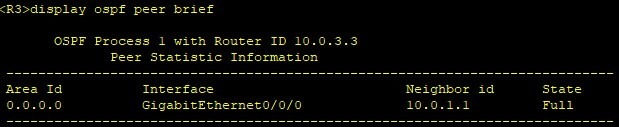 <R3>display ospf peer brief
OSPF Process 1 with Router ID 10.0.3.3
Peer Statistic Information
----------------------------------------------------------------------------
Area Id Interface Neighbor id State
0.0.0.0 GigabitEthernet0/0/0 10.0.1.1 Full
----------------------------------------------------------------------------